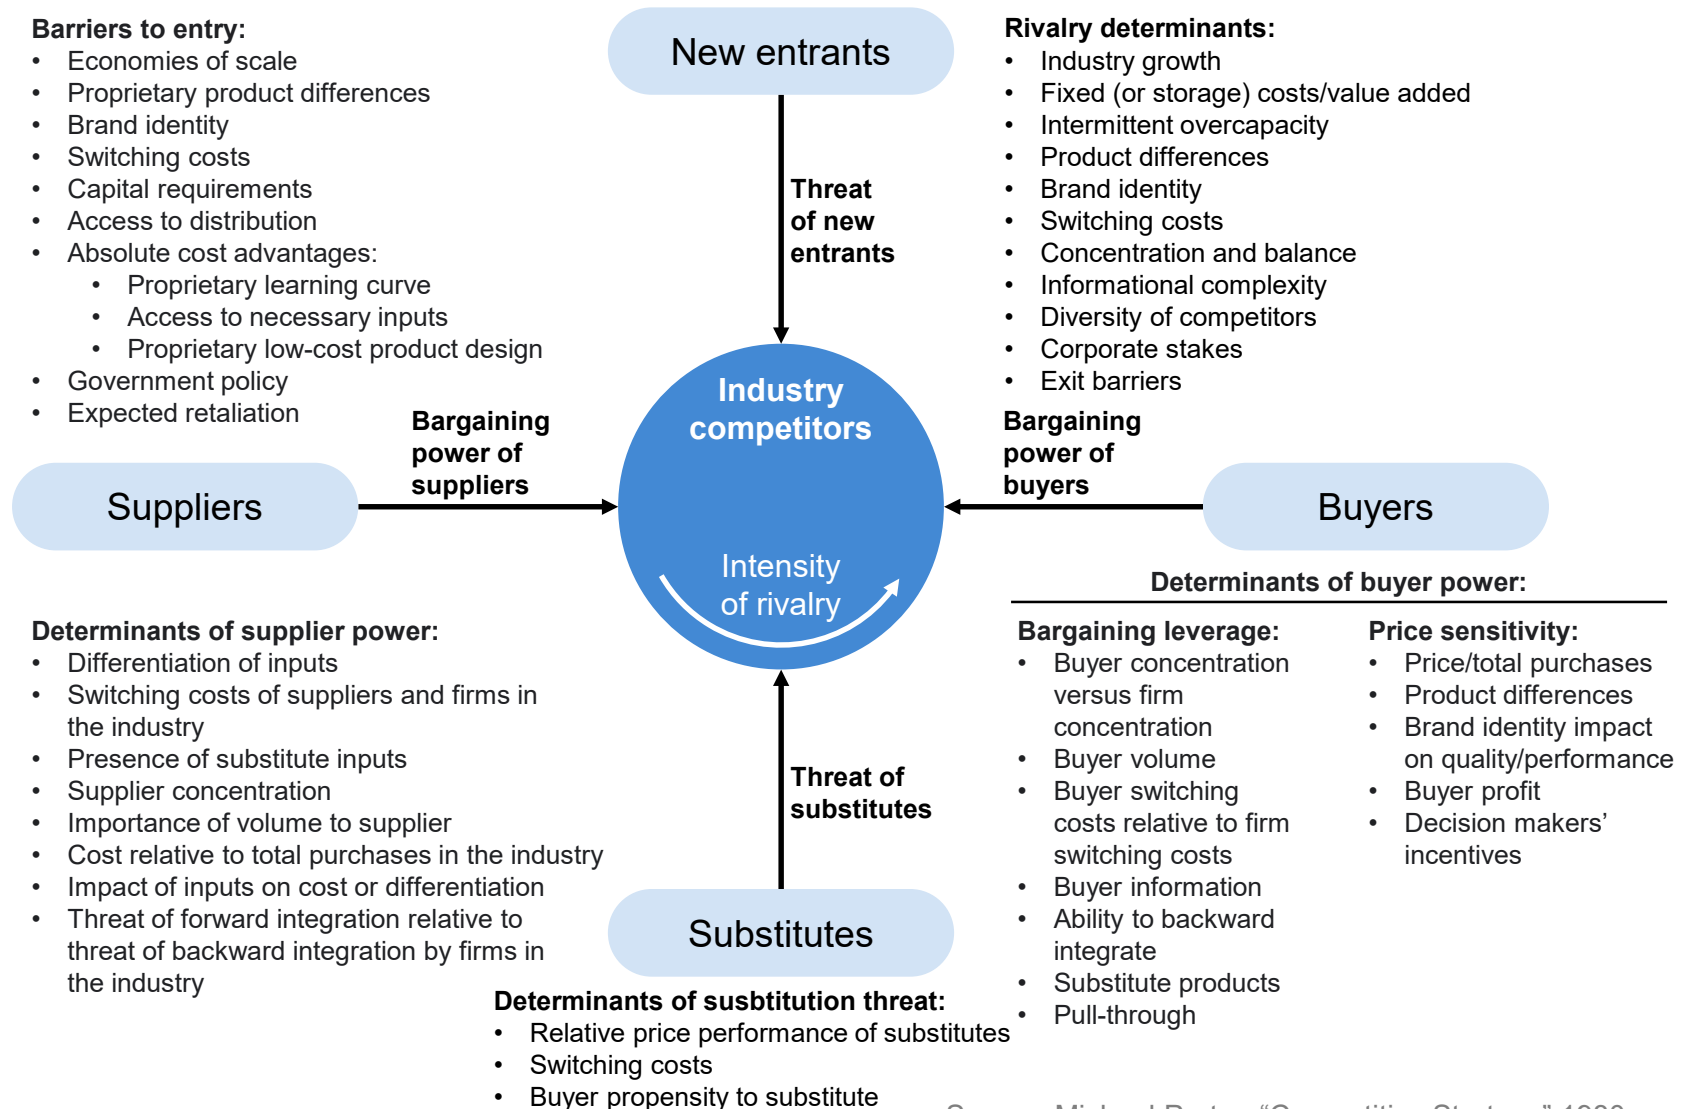 Barriers to entry:
• Economies of scale
• Proprietary product differences
• Brand identity
• Switching costs
• Capital requirements
• Access to distribution
• Absolute cost advantages:
• Proprietary learning curve
• Access to necessary inputs
• Proprietary low-cost product design
• Government policy
• Expected retaliation
New entrants
Threat
of new
entrants
Rivalry determinants:
• Industry growth
• Fixed (or storage) costs/value added
• Intermittent overcapacity
• Product differences
• Brand identity
• Switching costs
• Concentration and balance
• Informational complexity
• Diversity of competitors
• Corporate stakes
• Exit barriers
Suppliers
Bargaining
power of
suppliers
Industry
competitors
Intensity
of rivalry
Bargaining
power of
buyers
Buyers
Determinants of supplier power:
• Differentiation of inputs
• Switching costs of suppliers and firms in
the industry
• Presence of substitute inputs
• Supplier concentration
• Importance of volume to supplier
• Cost relative to total purchases in the industry
• Impact of inputs on cost or differentiation
• Threat of forward integration relative to
threat of backward integration by firms in
the industry
Threat of
substitutes
Substitutes
Determinants of susbtitution threat:
• Relative price performance of substitutes
• Switching costs
• Buyer propensity to substitute
Determinants of buyer power:
Bargaining leverage:
• Buyer concentration
versus firm
concentration
• Buyer volume
• Buyer switching
costs relative to firm
switching costs
• Buyer information
• Ability to backward
integrate
• Substitute products
• Pull-through
Price sensitivity:
• Price/total purchases
• Product differences
• Brand identity impact
on quality/performance
• Buyer profit
• Decision makers’
incentives